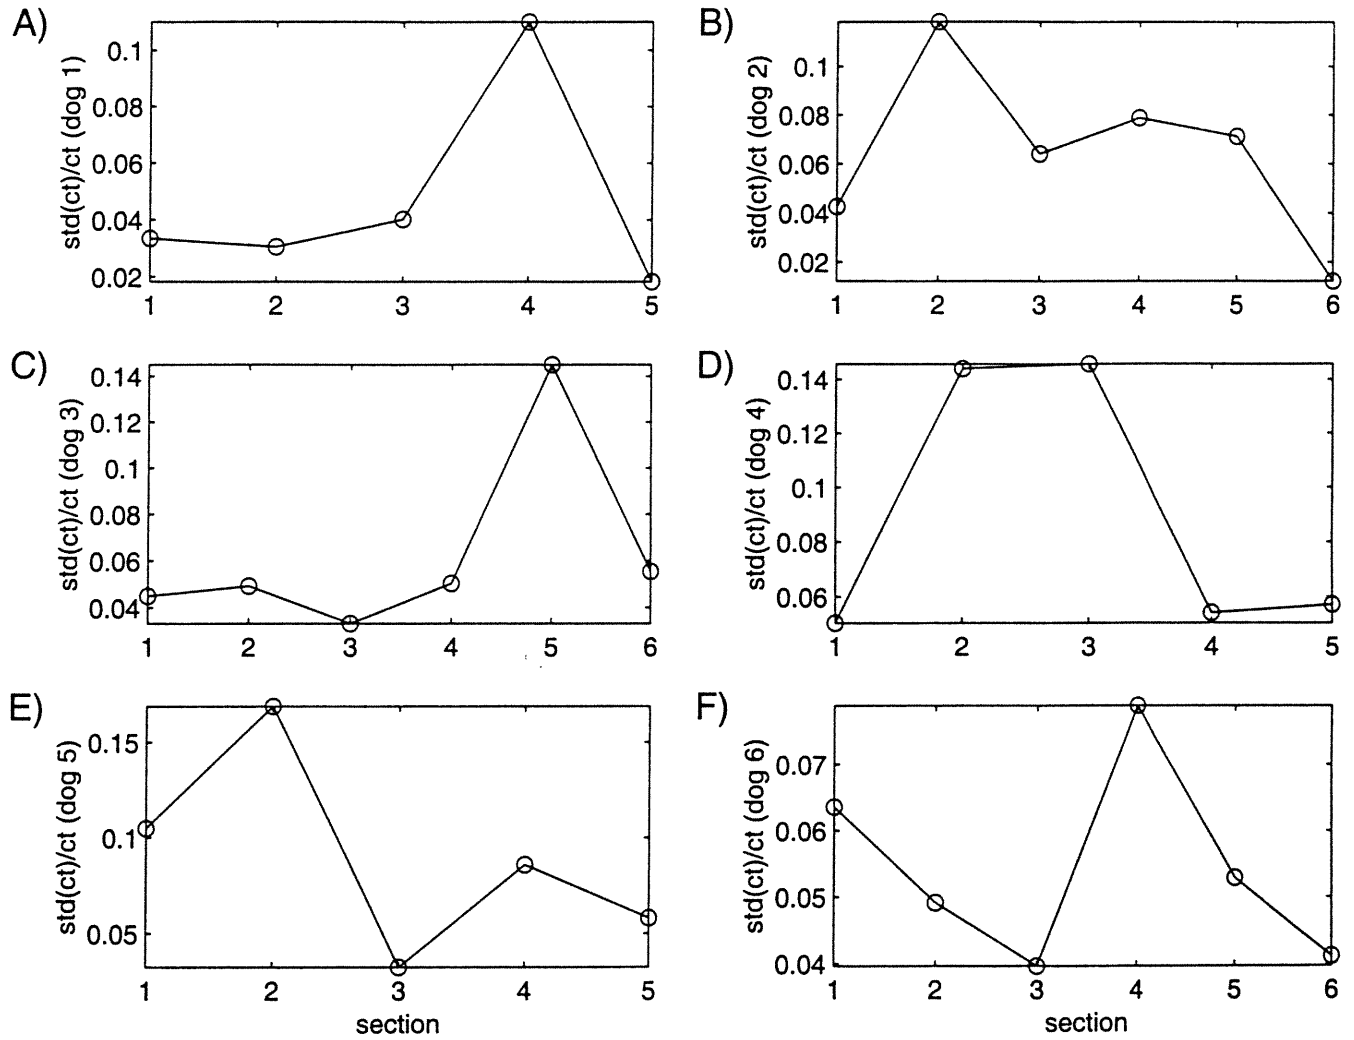 A)
std(ct)/ct (dog 1)
0.1
0.08
0.06
0.04
0.02
1 2 3 4 5
B)
std(ct)/ct (dog 2)
0.1
0.08
0.06
0.04
0.02
1 2 3 4 5 6
C)
std(ct)/ct (dog 3)
0.14
0.12
0.1
0.08
0.06
0.04
1 2 3 4 5 6
D)
std(ct)/ct (dog 4)
0.14
0.12
0.1
0.08
0.06
1 2 3 4 5
E)
std(ct)/ct (dog 5)
0.15
0.1
0.05
1 2 3 4 5
section
F)
std(ct)/ct (dog 6)
0.07
0.06
0.05
0.04
1 2 3 4 5 6
section